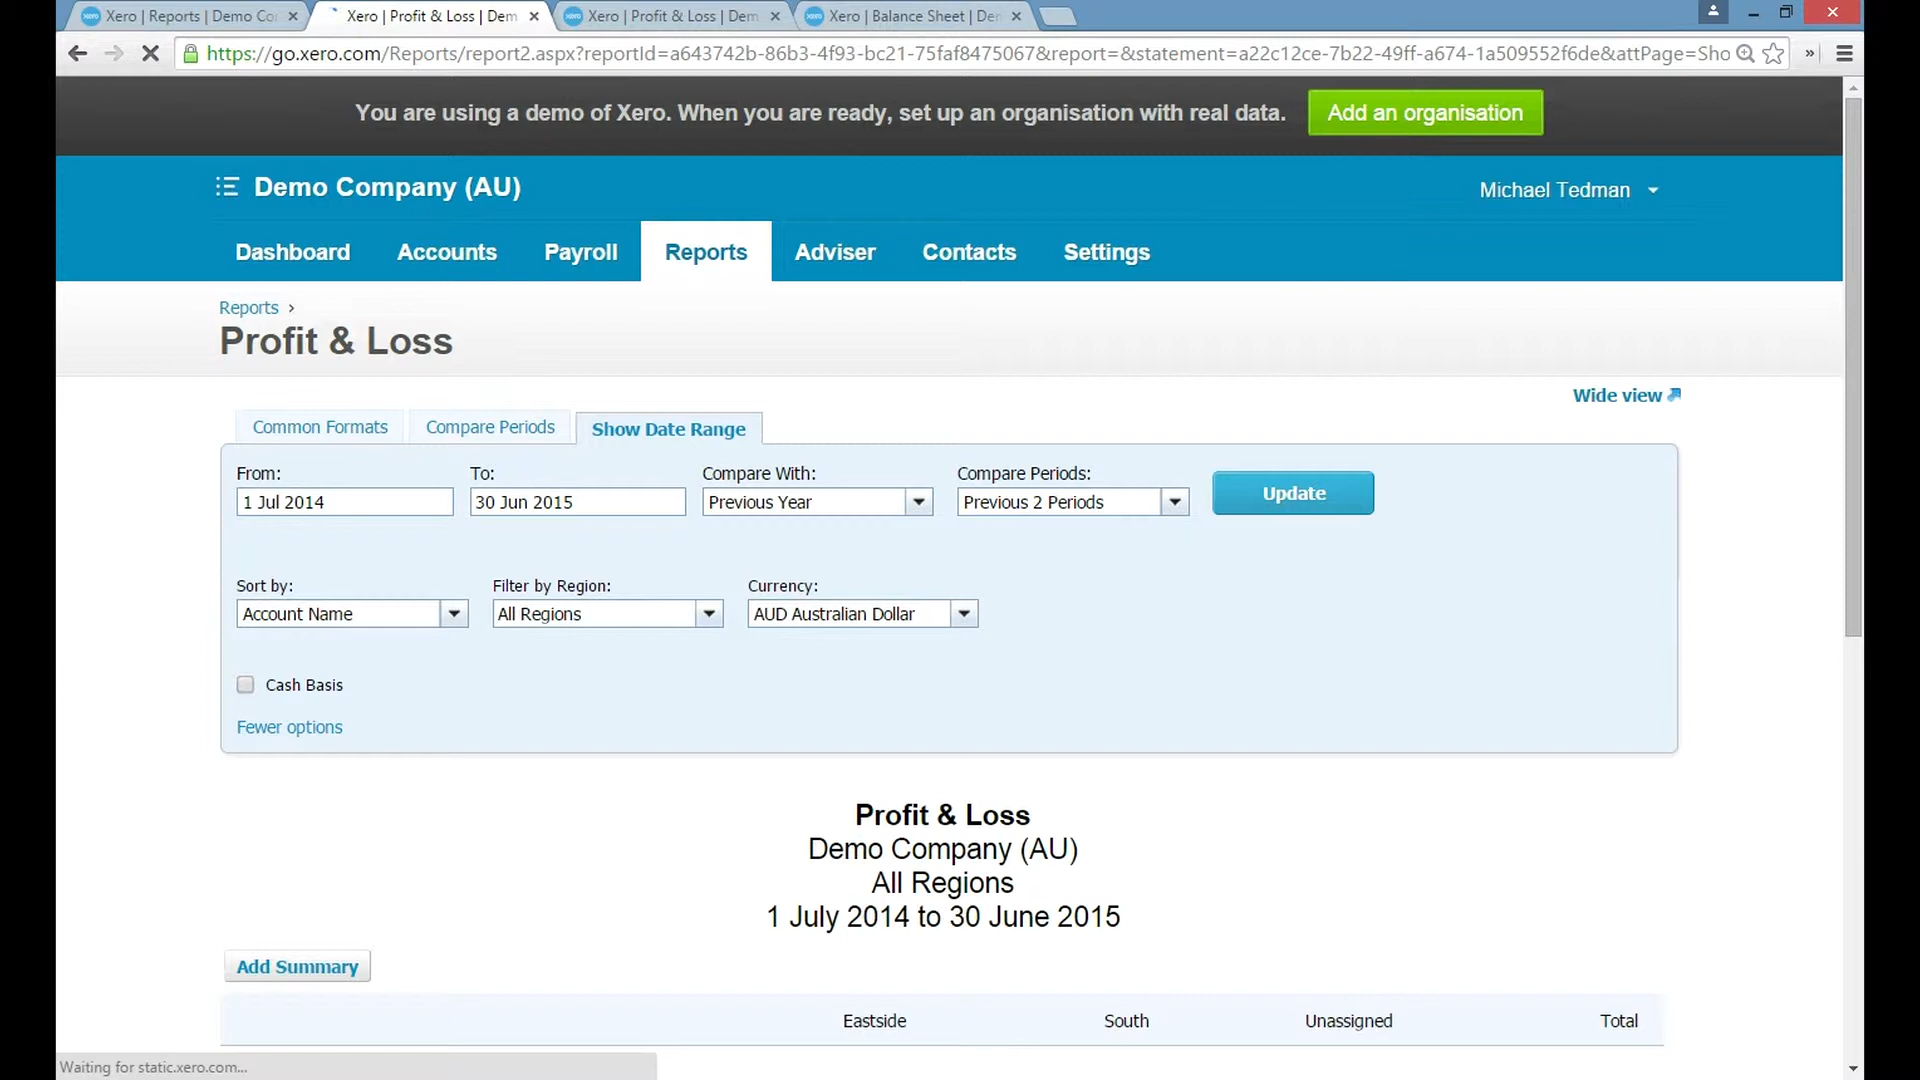 Xero | Reports | Demo Co
Xero | Profit & Loss | Dem
Xero | Profit & Loss | Dem
Xero | Balance Sheet | Der
https://go.xero.com/Reports/report2.aspx?reportId=a643742b-86b3-4f93-bc21-75faf8475067&report=&statement=a22c12ce-7b22-49ff-a674-1a509552f6de&attPage=Sho
You are using a demo of Xero. When you are ready, set up an organisation with real data. Add an organisation
Demo Company (AU)
Michael Tedman
Dashboard Accounts Payroll Reports Adviser Contacts Settings
Reports ›
Profit & Loss
Wide view
Common Formats Compare Periods Show Date Range
From: To: Compare With: Compare Periods:
1 Jul 2014 30 Jun 2015 Previous Year Previous 2 Periods Update
Sort by: Filter by Region: Currency:
Account Name All Regions AUD Australian Dollar
Cash Basis
Fewer options
Profit & Loss
Demo Company (AU)
All Regions
1 July 2014 to 30 June 2015
Add Summary
Eastside South Unassigned Total
Waiting for static.xero.com...